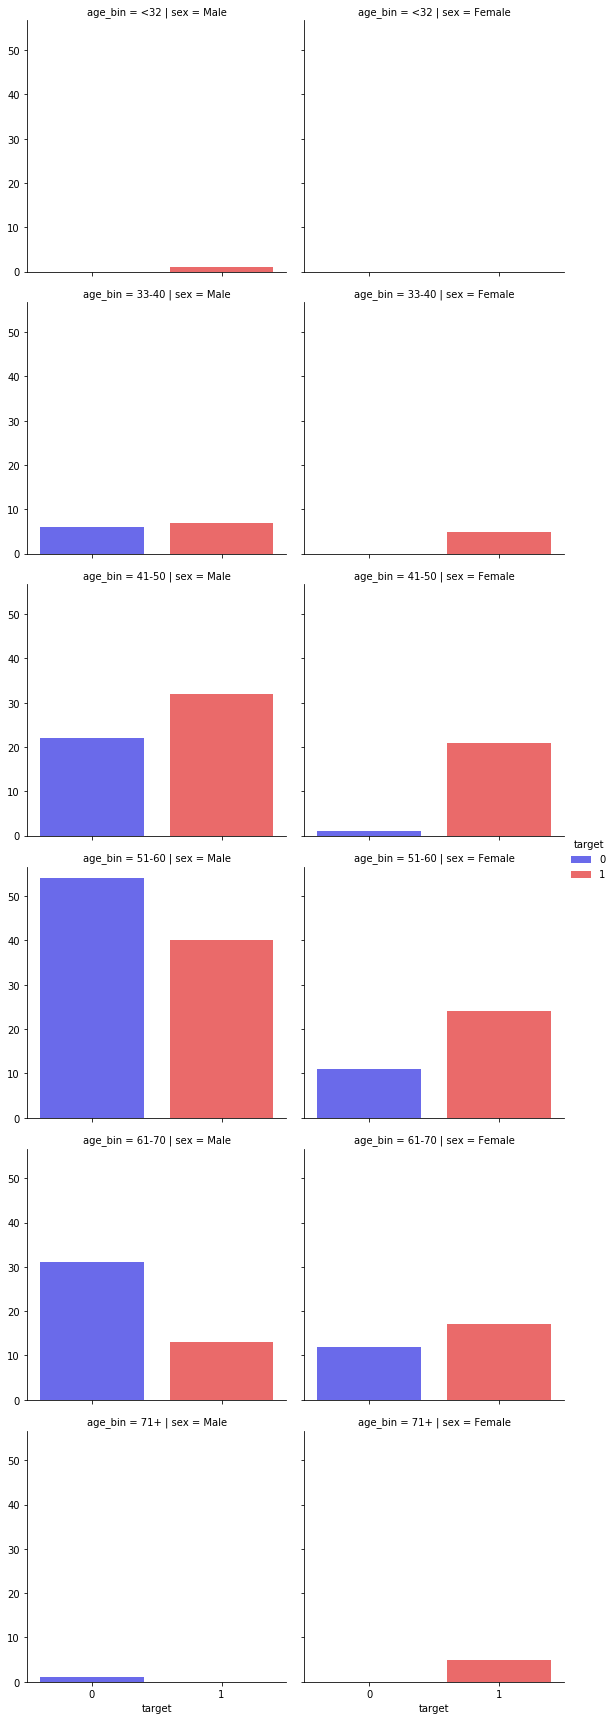 age_bin = <32 | sex = Male
age_bin = <32 | sex = Female
50
40
30
20
10
0
age_bin = 33-40 | sex = Male
age_bin = 33-40 | sex = Female
50
40
30
20
10
0
age_bin = 41-50 | sex = Male
age_bin = 41-50 | sex = Female
50
40
30
20
10
0
age_bin = 51-60 | sex = Male
age_bin = 51-60 | sex = Female
50
40
30
20
10
0
target
0
1
age_bin = 61-70 | sex = Male
age_bin = 61-70 | sex = Female
50
40
30
20
10
0
age_bin = 71+ | sex = Male
age_bin = 71+ | sex = Female
50
40
30
20
10
0
0
1
target
0
1
target